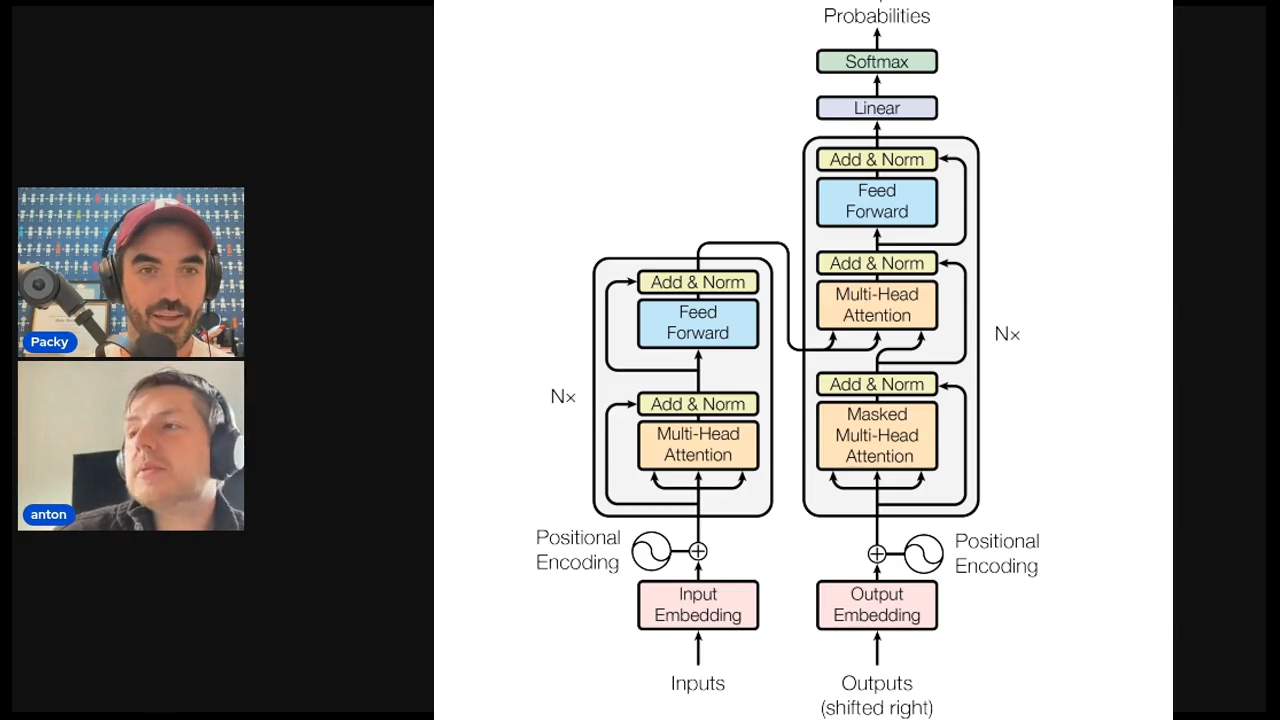 Packy
anton
Probabilities
Softmax
Linear
Add & Norm
Feed
Forward
Add & Norm
Multi-Head
Attention
Nx
Add & Norm
Masked
Multi-Head
Attention
Add & Norm
Feed
Forward
Nx
Add & Norm
Multi-Head
Attention
Positional
Encoding
Positional
Encoding
Input
Embedding
Output
Embedding
Inputs
Outputs
(shifted right)